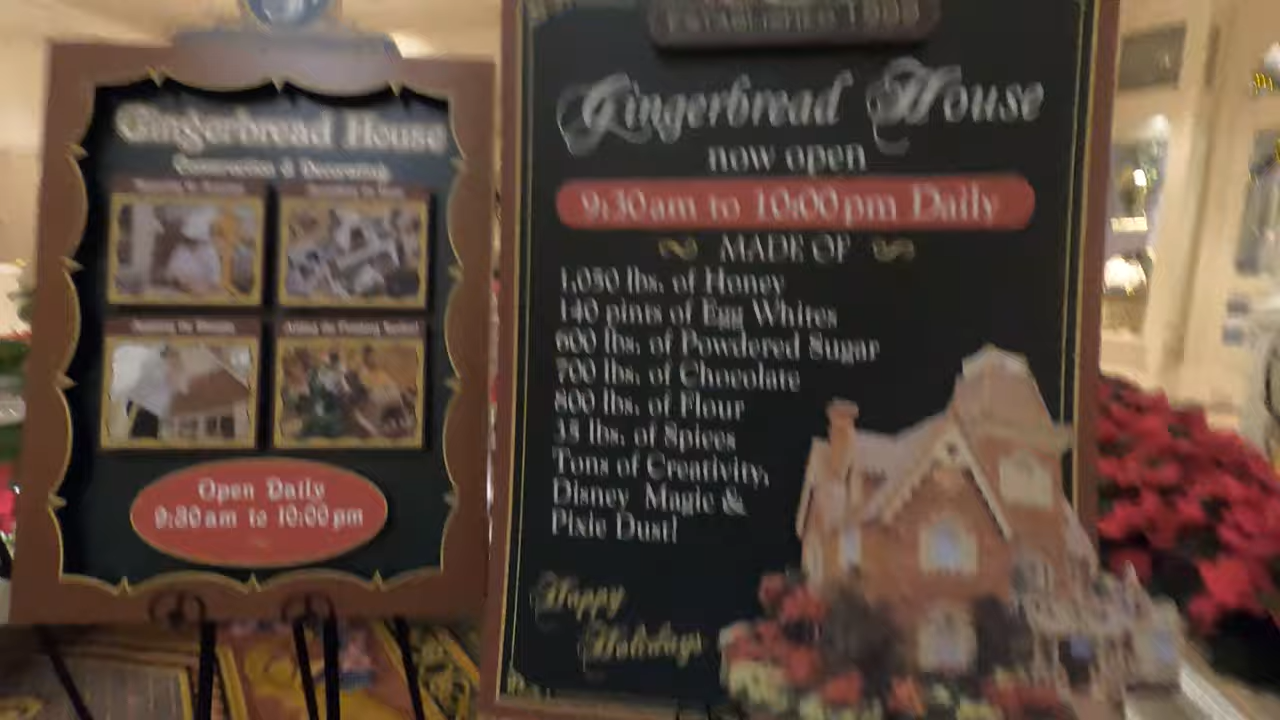 Gingerbread House
Construction & Decorating
Open Daily
9:30am to 10:00pm
ESTABLISHED
Gingerbread House
now open
9:30am to 10:00pm Daily
MADE OF
1,050 lbs. of Honey
140 pints of Egg Whites
600 lbs. of Powdered Sugar
700 lbs. of Chocolate
800 lbs. of Flour
35 lbs. of Spices
Tons of Creativity,
Disney Magic &
Pixie Dust!
Happy
Holidays